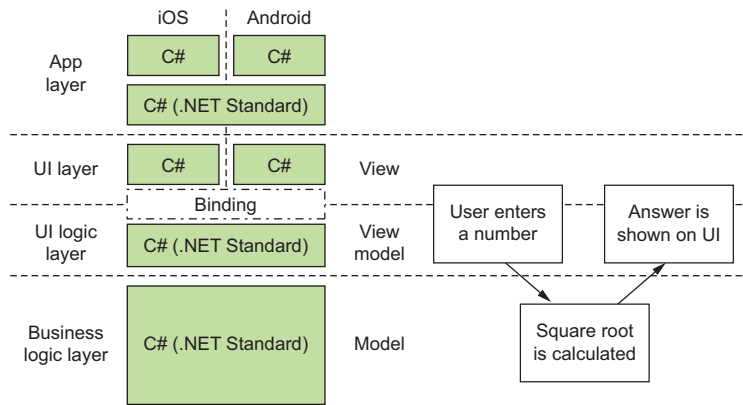 iOS
Android
App
layer
C#
C#
C# (.NET Standard)
UI layer
C#
C#
View
Binding
UI logic
layer
C# (.NET Standard)
View
model
User enters
a number
Answer is
shown on UI
Business
logic layer
C# (.NET Standard)
Model
Square root
is calculated